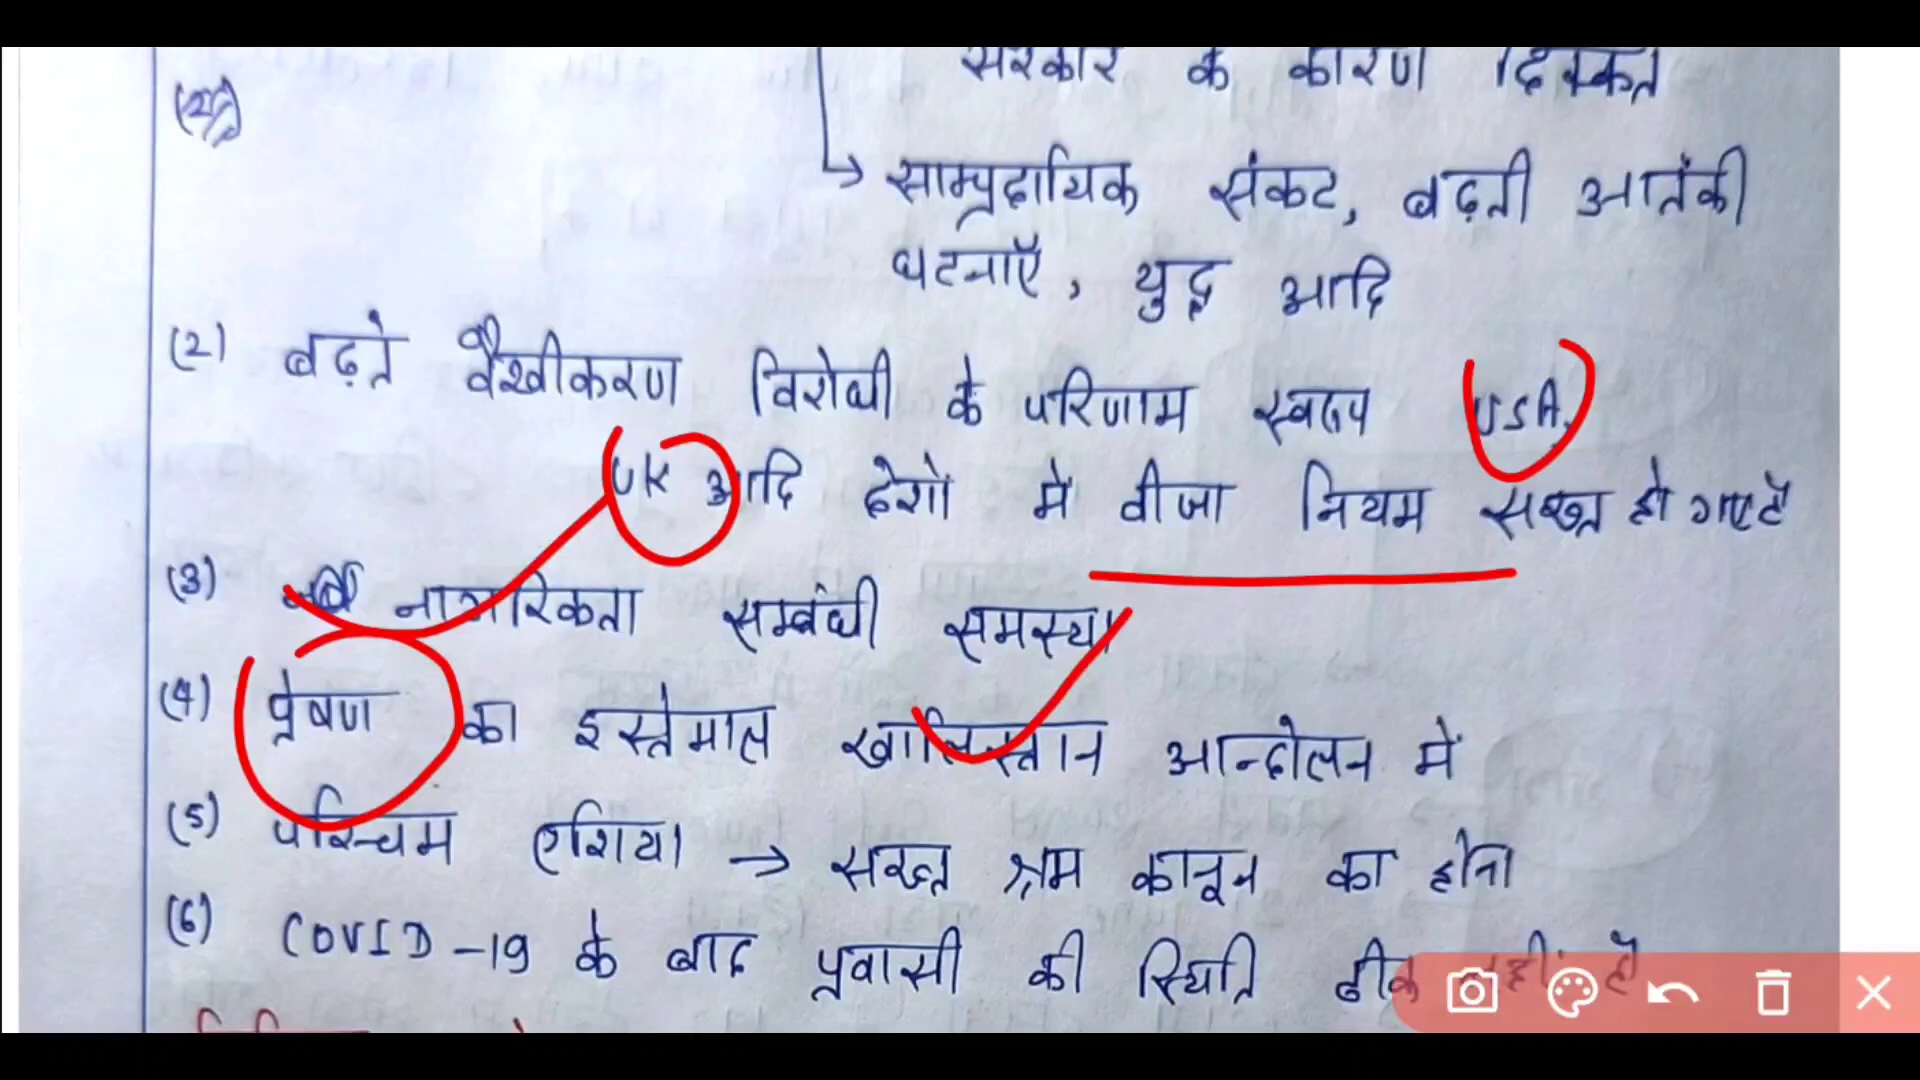 सरकार के कारण दिक्कत
→ साम्प्रदायिक संकट, बढ़ती आतंकी
घटनाएँ, युद्ध आदि
(2) बढ़ते वैश्वीकरण विरोधी के परिणाम स्वरूप USA,
UK आदि देशों में वीजा नियम सख्त हो गए हैं
(3) नागरिकता सम्बंधी समस्या
(4) प्रेषण का इस्तेमाल खालिस्तान आन्दोलन में
(5) पश्चिम एशिया → सख्त श्रम कानून का होना
(6) COVID-19 के बाद प्रवासी की स्थिति ठीक नहीं है